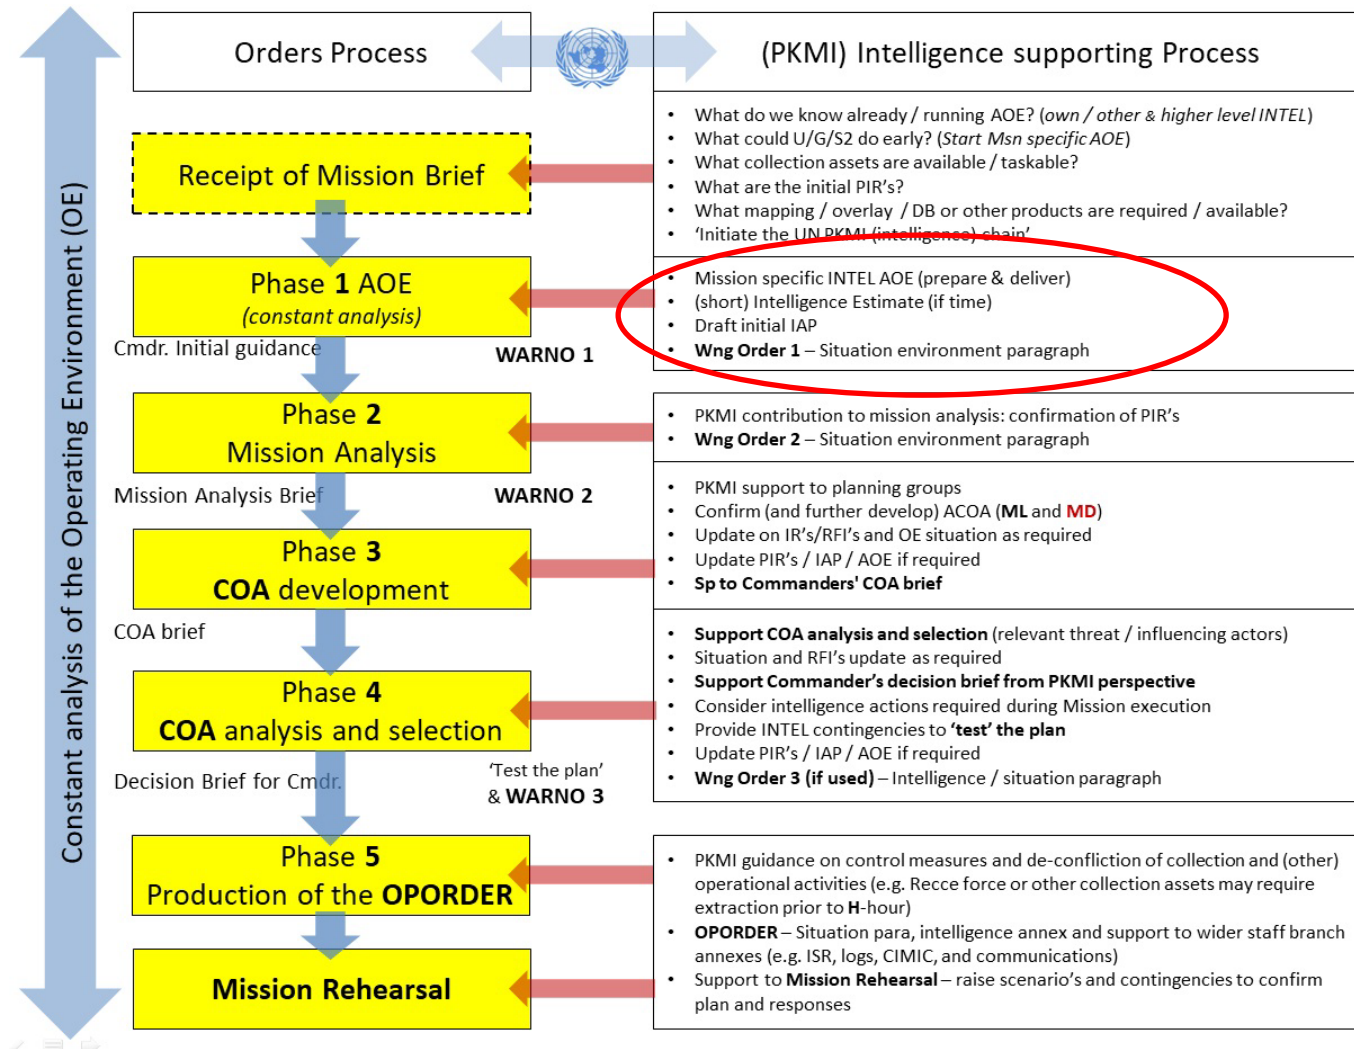 Orders Process
(PKMI) Intelligence supporting Process
Constant analysis of the Operating Environment (OE)
Receipt of Mission Brief
• What do we know already / running AOE? (own / other & higher level INTEL)
• What could U/G/S2 do early? (Start Msn specific AOE)
• What collection assets are available / taskable?
• What are the initial PIR's?
• What mapping / overlay / DB or other products are required / available?
• 'Initiate the UN PKMI (intelligence) chain'
Phase 1 AOE
(constant analysis)
• Mission specific INTEL AOE (prepare & deliver)
• (short) Intelligence Estimate (if time)
• Draft initial IAP
• Wng Order 1 – Situation environment paragraph
Cmdr. Initial guidance
WARNO 1
Phase 2
Mission Analysis
• PKMI contribution to mission analysis: confirmation of PIR's
• Wng Order 2 – Situation environment paragraph
Mission Analysis Brief
WARNO 2
Phase 3
COA development
• PKMI support to planning groups
• Confirm (and further develop) ACOA (ML and MD)
• Update on IR's/RFI's and OE situation as required
• Update PIR's / IAP / AOE if required
• Sp to Commanders' COA brief
COA brief
Phase 4
COA analysis and selection
• Support COA analysis and selection (relevant threat / influencing actors)
• Situation and RFI's update as required
• Support Commander's decision brief from PKMI perspective
• Consider intelligence actions required during Mission execution
• Provide INTEL contingencies to 'test' the plan
• Update PIR's / IAP / AOE if required
• Wng Order 3 (if used) – Intelligence / situation paragraph
Decision Brief for Cmdr.
'Test the plan'
& WARNO 3
Phase 5
Production of the OPORDER
• PKMI guidance on control measures and de-confliction of collection and (other)
operational activities (e.g. Recce force or other collection assets may require
extraction prior to H-hour)
• OPORDER – Situation para, intelligence annex and support to wider staff branch
annexes (e.g. ISR, logs, CIMIC, and communications)
Mission Rehearsal
• Support to Mission Rehearsal – raise scenario's and contingencies to confirm
plan and responses